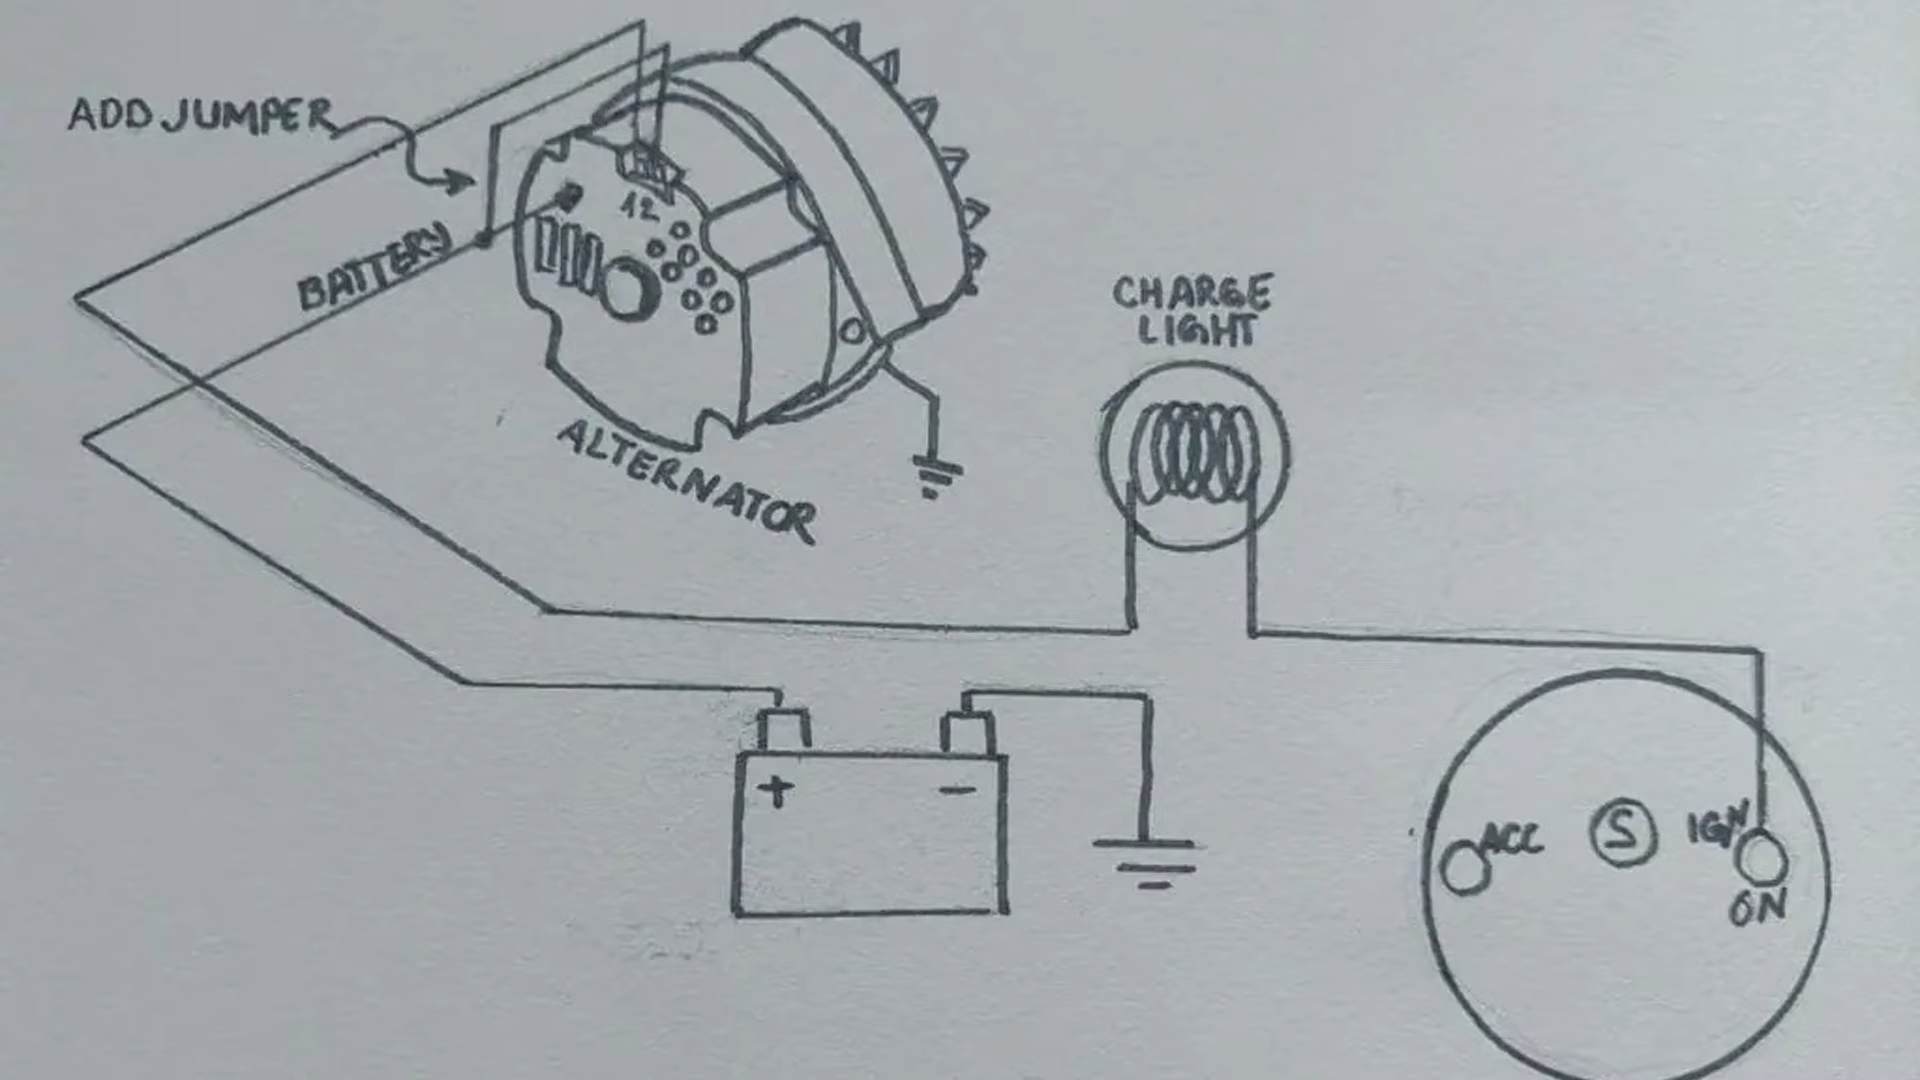 ADD JUMPER
BATTERY
12
ALTERNATOR
CHARGE
LIGHT
+ -
ACC S IGN
ON